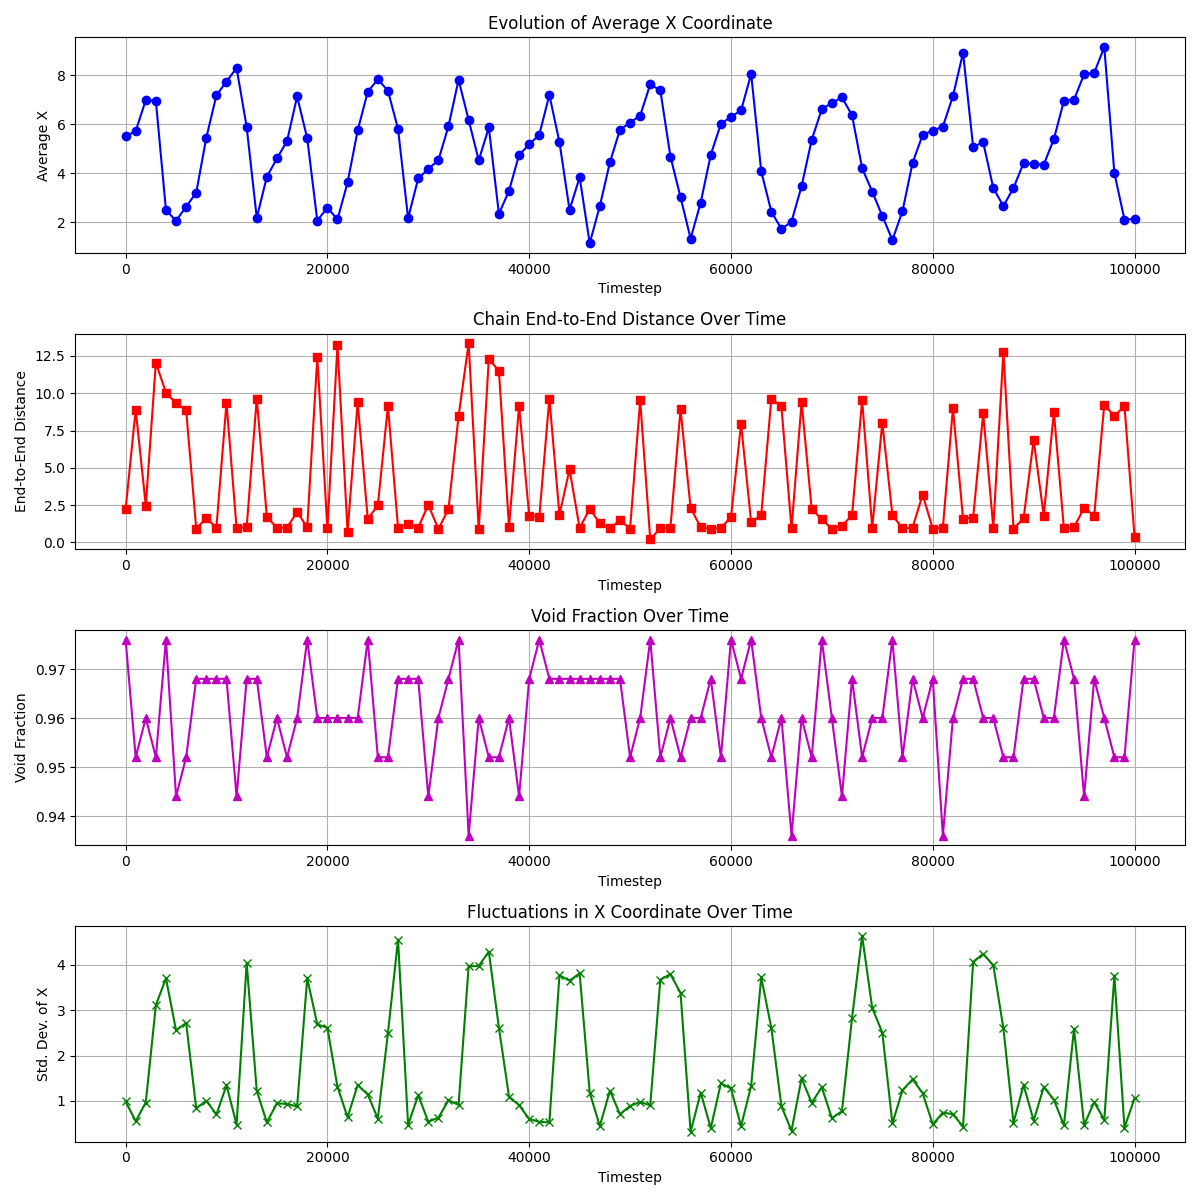 Evolution of Average X Coordinate
Average X
8
6
4
2
0 20000 40000 60000 80000 100000
Timestep
Chain End-to-End Distance Over Time
End-to-End Distance
12.5
10.0
7.5
5.0
2.5
0.0
0 20000 40000 60000 80000 100000
Timestep
Void Fraction Over Time
Void Fraction
0.97
0.96
0.95
0.94
0 20000 40000 60000 80000 100000
Timestep
Fluctuations in X Coordinate Over Time
Std. Dev. of X
4
3
2
1
0 20000 40000 60000 80000 100000
Timestep